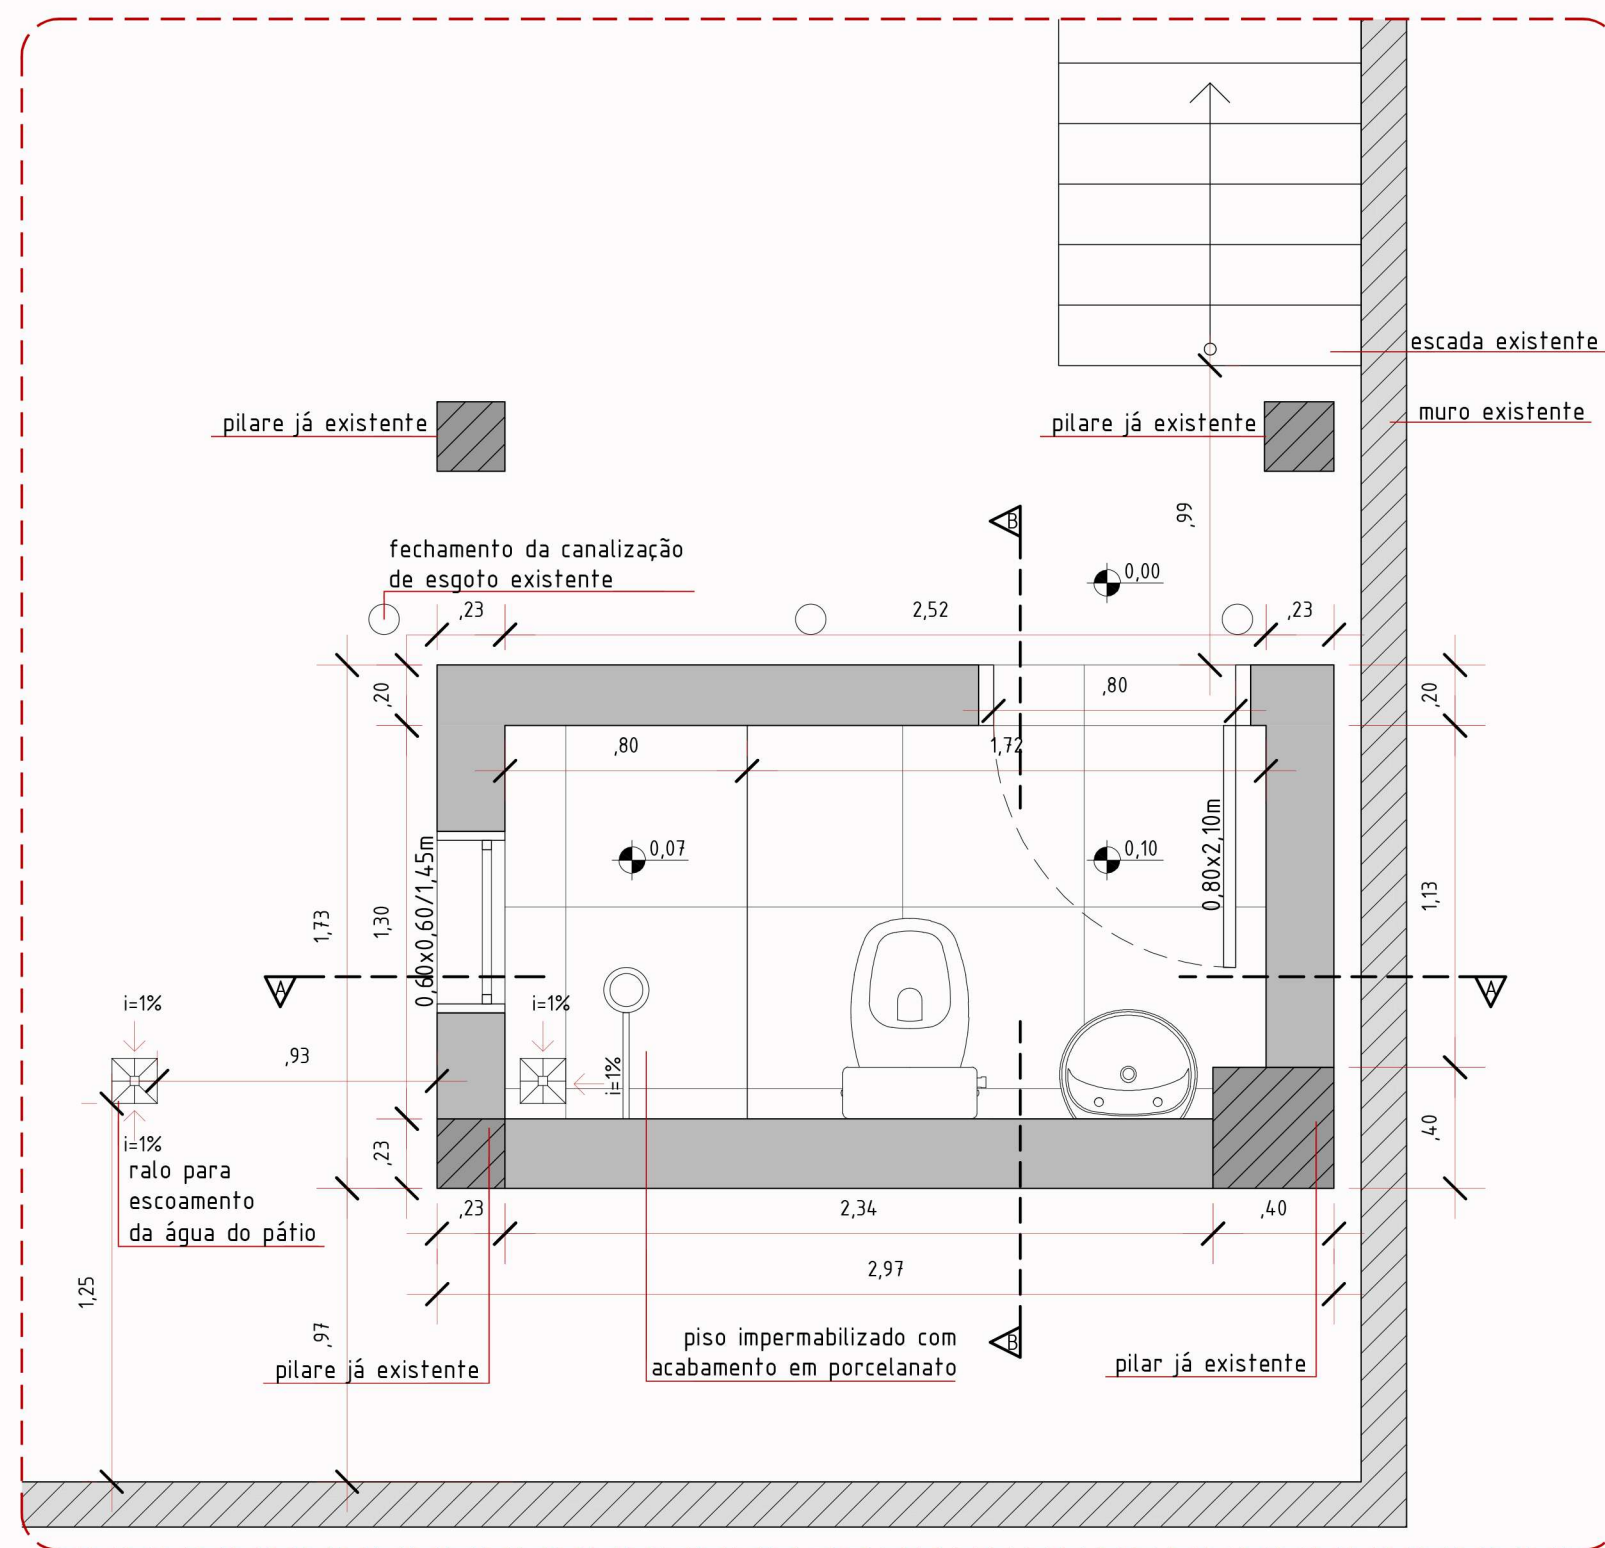 escada existente
muro existente
pilare já existente
pilare já existente
,99
B
fechamento da canalização
de esgoto existente
0,00
,23
2,52
,23
,20
,80
,20
,80
1,72
0,07
0,10
0,80x2,10m
0,60x0,60/1,45m
1,73
1,30
1,13
A
A
i=1%
i=1%
,93
i=1%
i=1%
,40
,23
ralo para
escoamento
da água do pátio
,23
2,34
,40
2,97
1,25
,97
B
piso impermabilizado com
acabamento em porcelanato
pilare já existente
pilar já existente